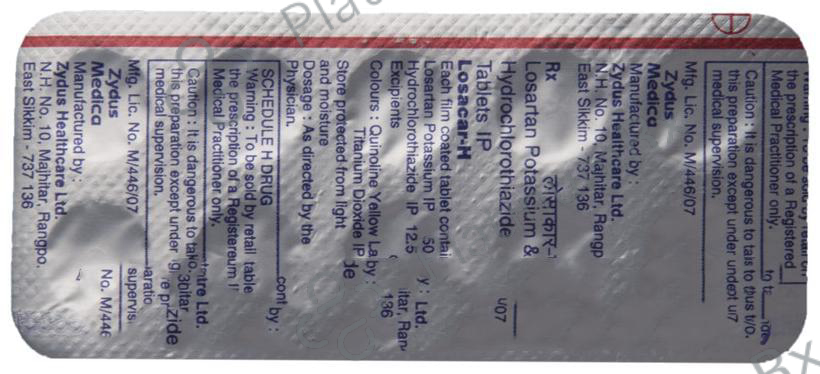 the prescription of a Registered
Medical Practitioner only.
Caution : It is dangerous to
this preparation except under
medical supervision.
Mfg. Lic. No. M/446/07
Zydus
Medica
Manufactured by :
Zydus Healthcare Ltd.
N.H. No. 10, Majhitar, Rangp
East Sikkim - 737 136
Rx
Losartan Potassium &
Hydrochlorothiazide
Tablets IP
Losacar-H
Each film coated tablet contai
Losartan Potassium IP 50
Hydrochlorothiazide IP 12.5
Excipients
Colours : Quinoline Yellow La
Titanium Dioxide IP
Store protected from light
and moisture
Dosage : As directed by the
Physician.
SCHEDULE H DRUG
Warning : To be sold by retail
the prescription of a
Medical Practitioner only.
Caution : It is dangerous to
this preparation except under
medical supervision.
Mfg. Lic. No. M/446/07
Zydus
Medica
Manufactured by :
Zydus Healthcare Ltd.
N.H. No. 10, Majhitar, Rangpo,
East Sikkim - 737 136
No. M/446